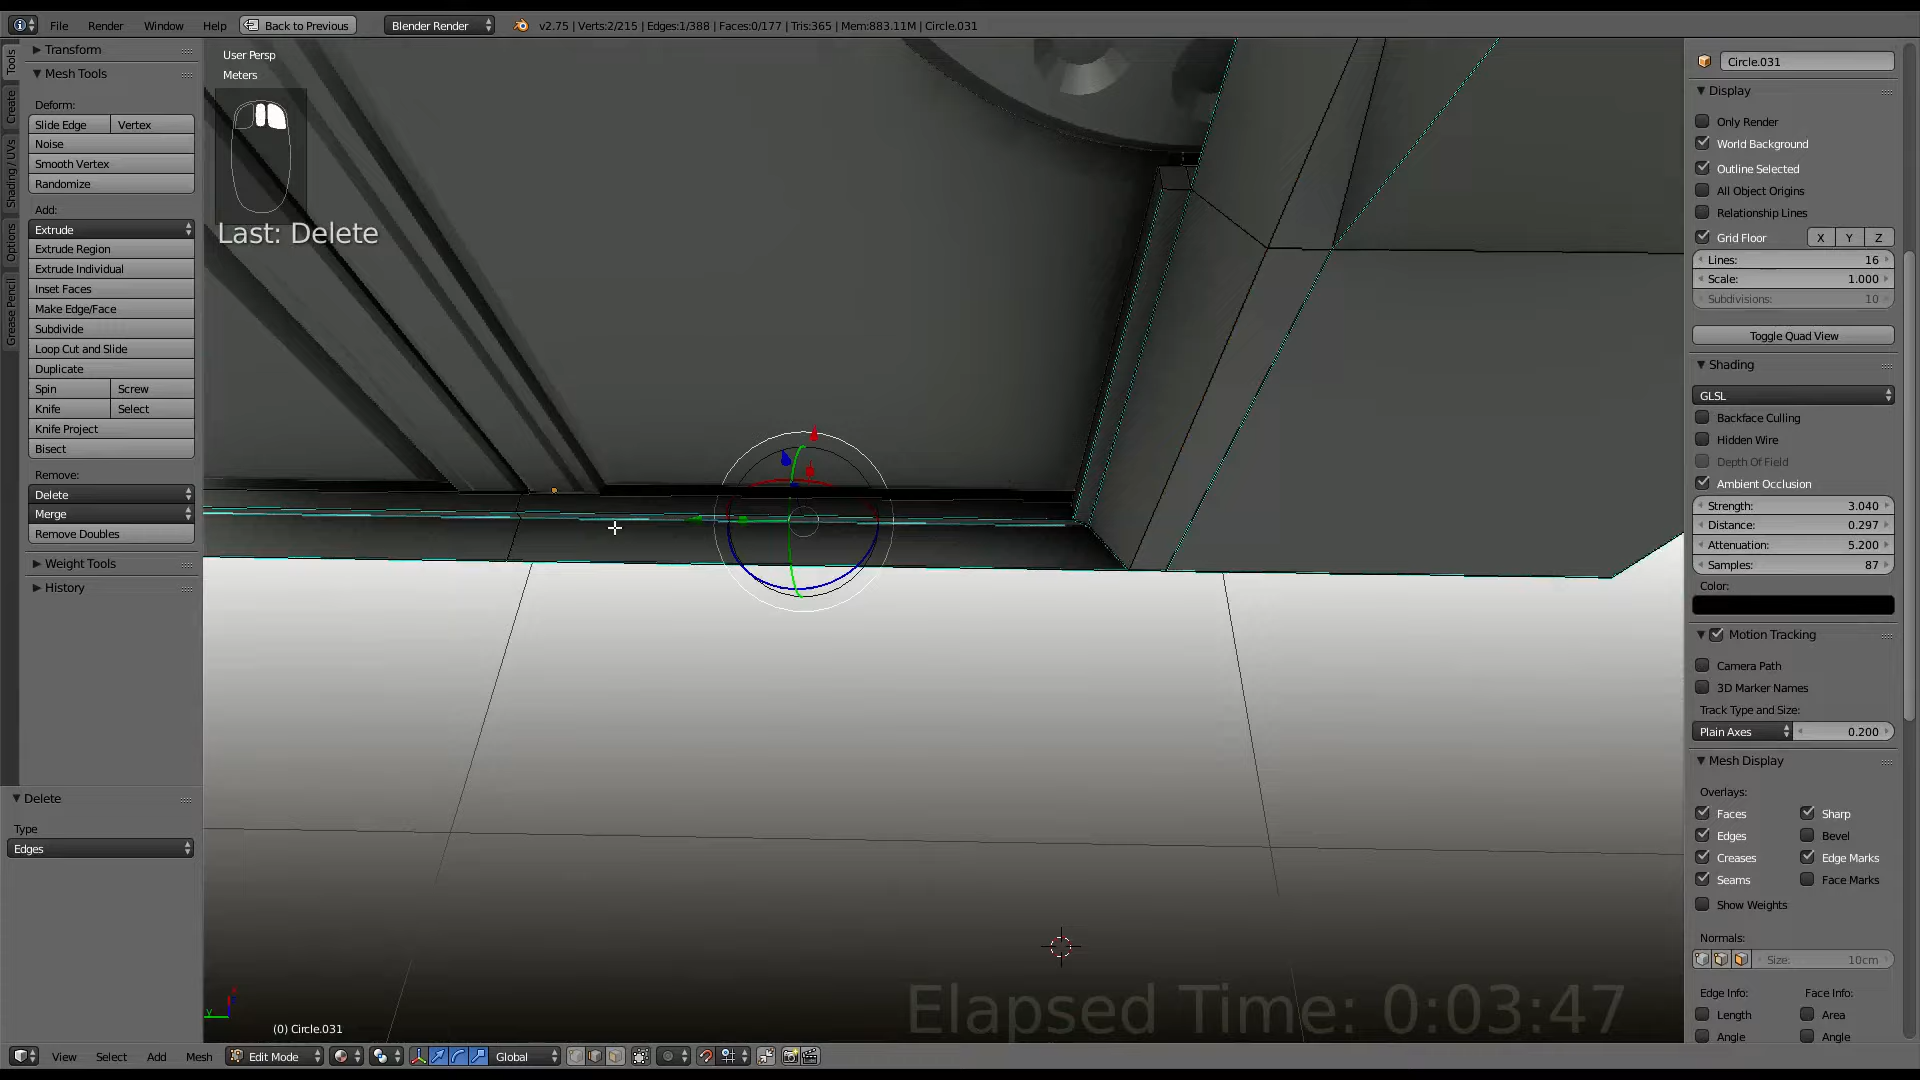 File Render Window Help Back to Previous Blender Render v2.75 | Verts:2/215 | Edges:1/388 | Faces:0/177 | Tris:365 | Mem:883.11M | Circle.031
Tools
Create
Shading / UVs
Options
Grease Pencil
Transform
Mesh Tools
Deform:
Slide Edge Vertex
Noise
Smooth Vertex
Randomize
Add:
Extrude
Extrude Region
Extrude Individual
Inset Faces
Make Edge/Face
Subdivide
Loop Cut and Slide
Duplicate
Spin Screw
Knife Select
Knife Project
Bisect
Remove:
Delete
Merge
Remove Doubles
Weight Tools
History
Delete
Type
Edges
User Persp
Meters
Last: Delete
y
(0) Circle.031
Elapsed Time: 0:03:47
Circle.031
Display
Only Render
World Background
Outline Selected
All Object Origins
Relationship Lines
Grid Floor X Y Z
Lines: 16
Scale: 1.000
Subdivisions: 10
Toggle Quad View
Shading
GLSL
Backface Culling
Hidden Wire
Depth Of Field
Ambient Occlusion
Strength: 3.040
Distance: 0.297
Attenuation: 5.200
Samples: 87
Color:
Motion Tracking
Camera Path
3D Marker Names
Track Type and Size:
Plain Axes 0.200
Mesh Display
Overlays:
Faces Sharp
Edges Bevel
Creases Edge Marks
Seams Face Marks
Show Weights
Normals:
Size: 10cm
Edge Info: Face Info:
Length Area
Angle Angle
View Select Add Mesh Edit Mode Global